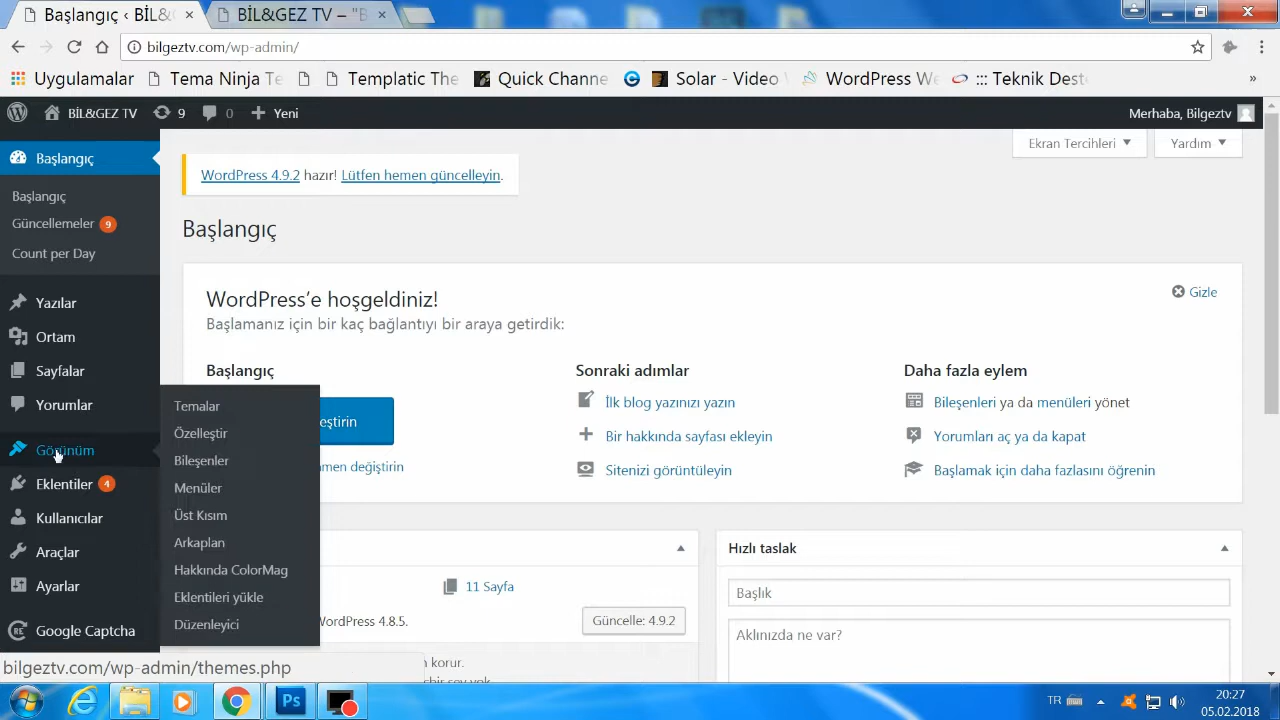 Başlangıç ‹ BİL&G
BİL&GEZ TV – "B
bilgeztv.com/wp-admin/
Uygulamalar
Tema Ninja Te
Templatic The
Quick Channe
Solar - Video
WordPress We
::: Teknik Dest
»
BİL&GEZ TV
9
0
Yeni
Merhaba, Bilgeztv
Başlangıç
Başlangıç
Güncellemeler 9
Count per Day
Yazılar
Ortam
Sayfalar
Yorumlar
Görünüm
Eklentiler 4
Kullanıcılar
Araçlar
Ayarlar
Google Captcha
Temalar
Özelleştir
Bileşenler
Menüler
Üst Kısım
Arkaplan
Hakkında ColorMag
Eklentileri yükle
Düzenleyici
Ekran Tercihleri
Yardım
WordPress 4.9.2 hazır! Lütfen hemen güncelleyin.
Başlangıç
WordPress'e hoşgeldiniz!
Başlamanız için bir kaç bağlantıyı bir araya getirdik:
Gizle
Başlangıç
eştirin
men değiştirin
Sonraki adımlar
İlk blog yazınızı yazın
Bir hakkında sayfası ekleyin
Sitenizi görüntüleyin
Daha fazla eylem
Bileşenleri ya da menüleri yönet
Yorumları aç ya da kapat
Başlamak için daha fazlasını öğrenin
11 Sayfa
WordPress 4.8.5.
Güncelle: 4.9.2
korur.
Hızlı taslak
Başlık
Aklınızda ne var?
bilgeztv.com/wp-admin/themes.php
Ps
TR
20:27
05.02.2018